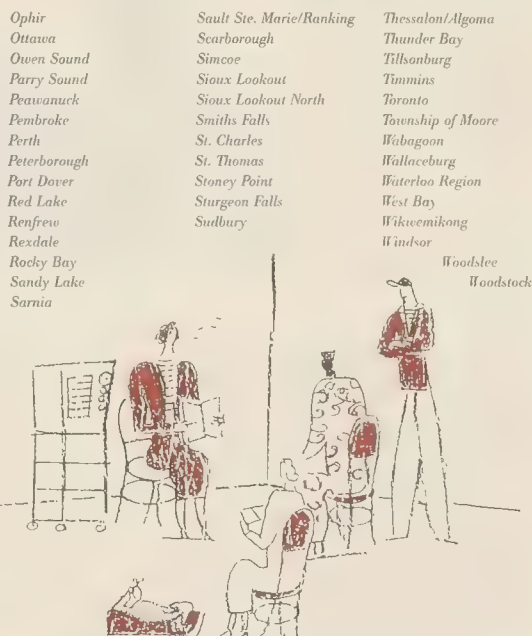 Ophir
Ottawa
Owen Sound
Parry Sound
Peawanuck
Pembroke
Perth
Peterborough
Port Dover
Red Lake
Renfrew
Rexdale
Rocky Bay
Sandy Lake
Sarnia
Sault Ste. Marie/Ranking
Scarborough
Simcoe
Sioux Lookout
Sioux Lookout North
Smiths Falls
St. Charles
St. Thomas
Stoney Point
Sturgeon Falls
Sudbury
Thessalon/Algoma
Thunder Bay
Tillsonburg
Timmins
Toronto
Township of Moore
Wabagoon
Wallaceburg
Waterloo Region
West Bay
Wikwemikong
Windsor
Woodslee
Woodstock